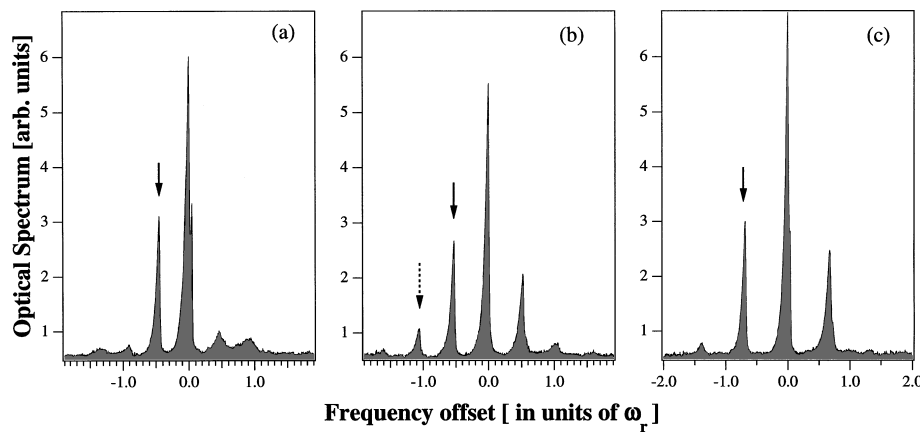 (a)
(b)
(c)
Optical Spectrum [arb. units]
6
5
4
3
2
1
6
5
4
3
2
1
6
5
4
3
2
1
-1.0 0.0 1.0
-1.0 0.0 1.0
-2.0 -1.0 0.0 1.0 2.0
Frequency offset [ in units of ωr]